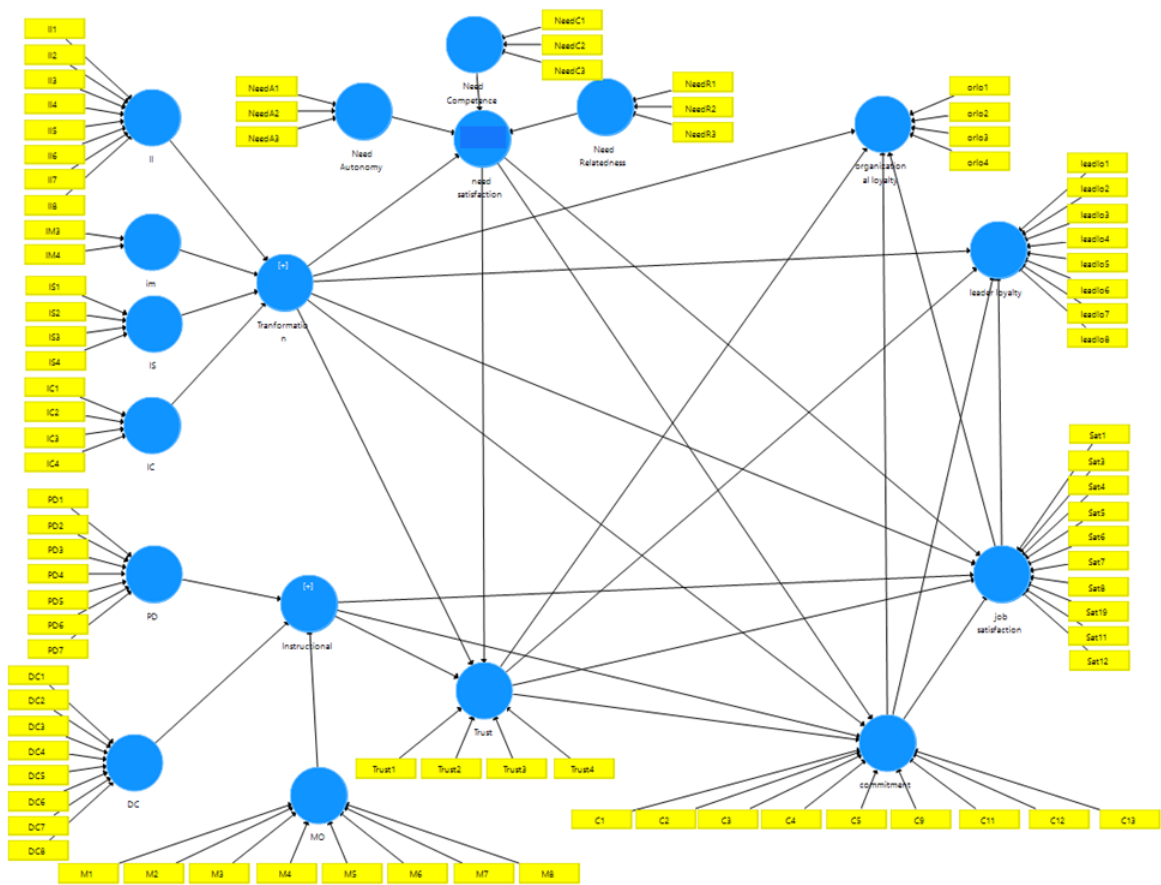 II1
II2
II3
II4
II5
II6
II7
II8
II
IM3
IM4
im
IS1
IS2
IS3
IS4
IS
IC1
IC2
IC3
IC4
IC
PD1
PD2
PD3
PD4
PD5
PD6
PD7
PD
DC1
DC2
DC3
DC4
DC5
DC6
DC7
DC8
DC
M1
M2
M3
M4
M5
M6
M7
M8
MO
[+]
Tranformatio
n
[+]
Instructional
NeedA1
NeedA2
NeedA3
Need
Autonomy
NeedC1
NeedC2
NeedC3
Need
Competence
NeedR1
NeedR2
NeedR3
Need
Relatedness
need
satisfaction
Trust
Trust1
Trust2
Trust3
Trust4
orlo1
orlo2
orlo3
orlo4
organization
al loyalty
leadlo1
leadlo2
leadlo3
leadlo4
leadlo5
leadlo6
leadlo7
leadlo8
leader loyalty
Sat1
Sat3
Sat4
Sat5
Sat6
Sat7
Sat8
Sat19
Sat11
Sat12
job
satisfaction
commitment
C1
C2
C3
C4
C5
C9
C11
C12
C13